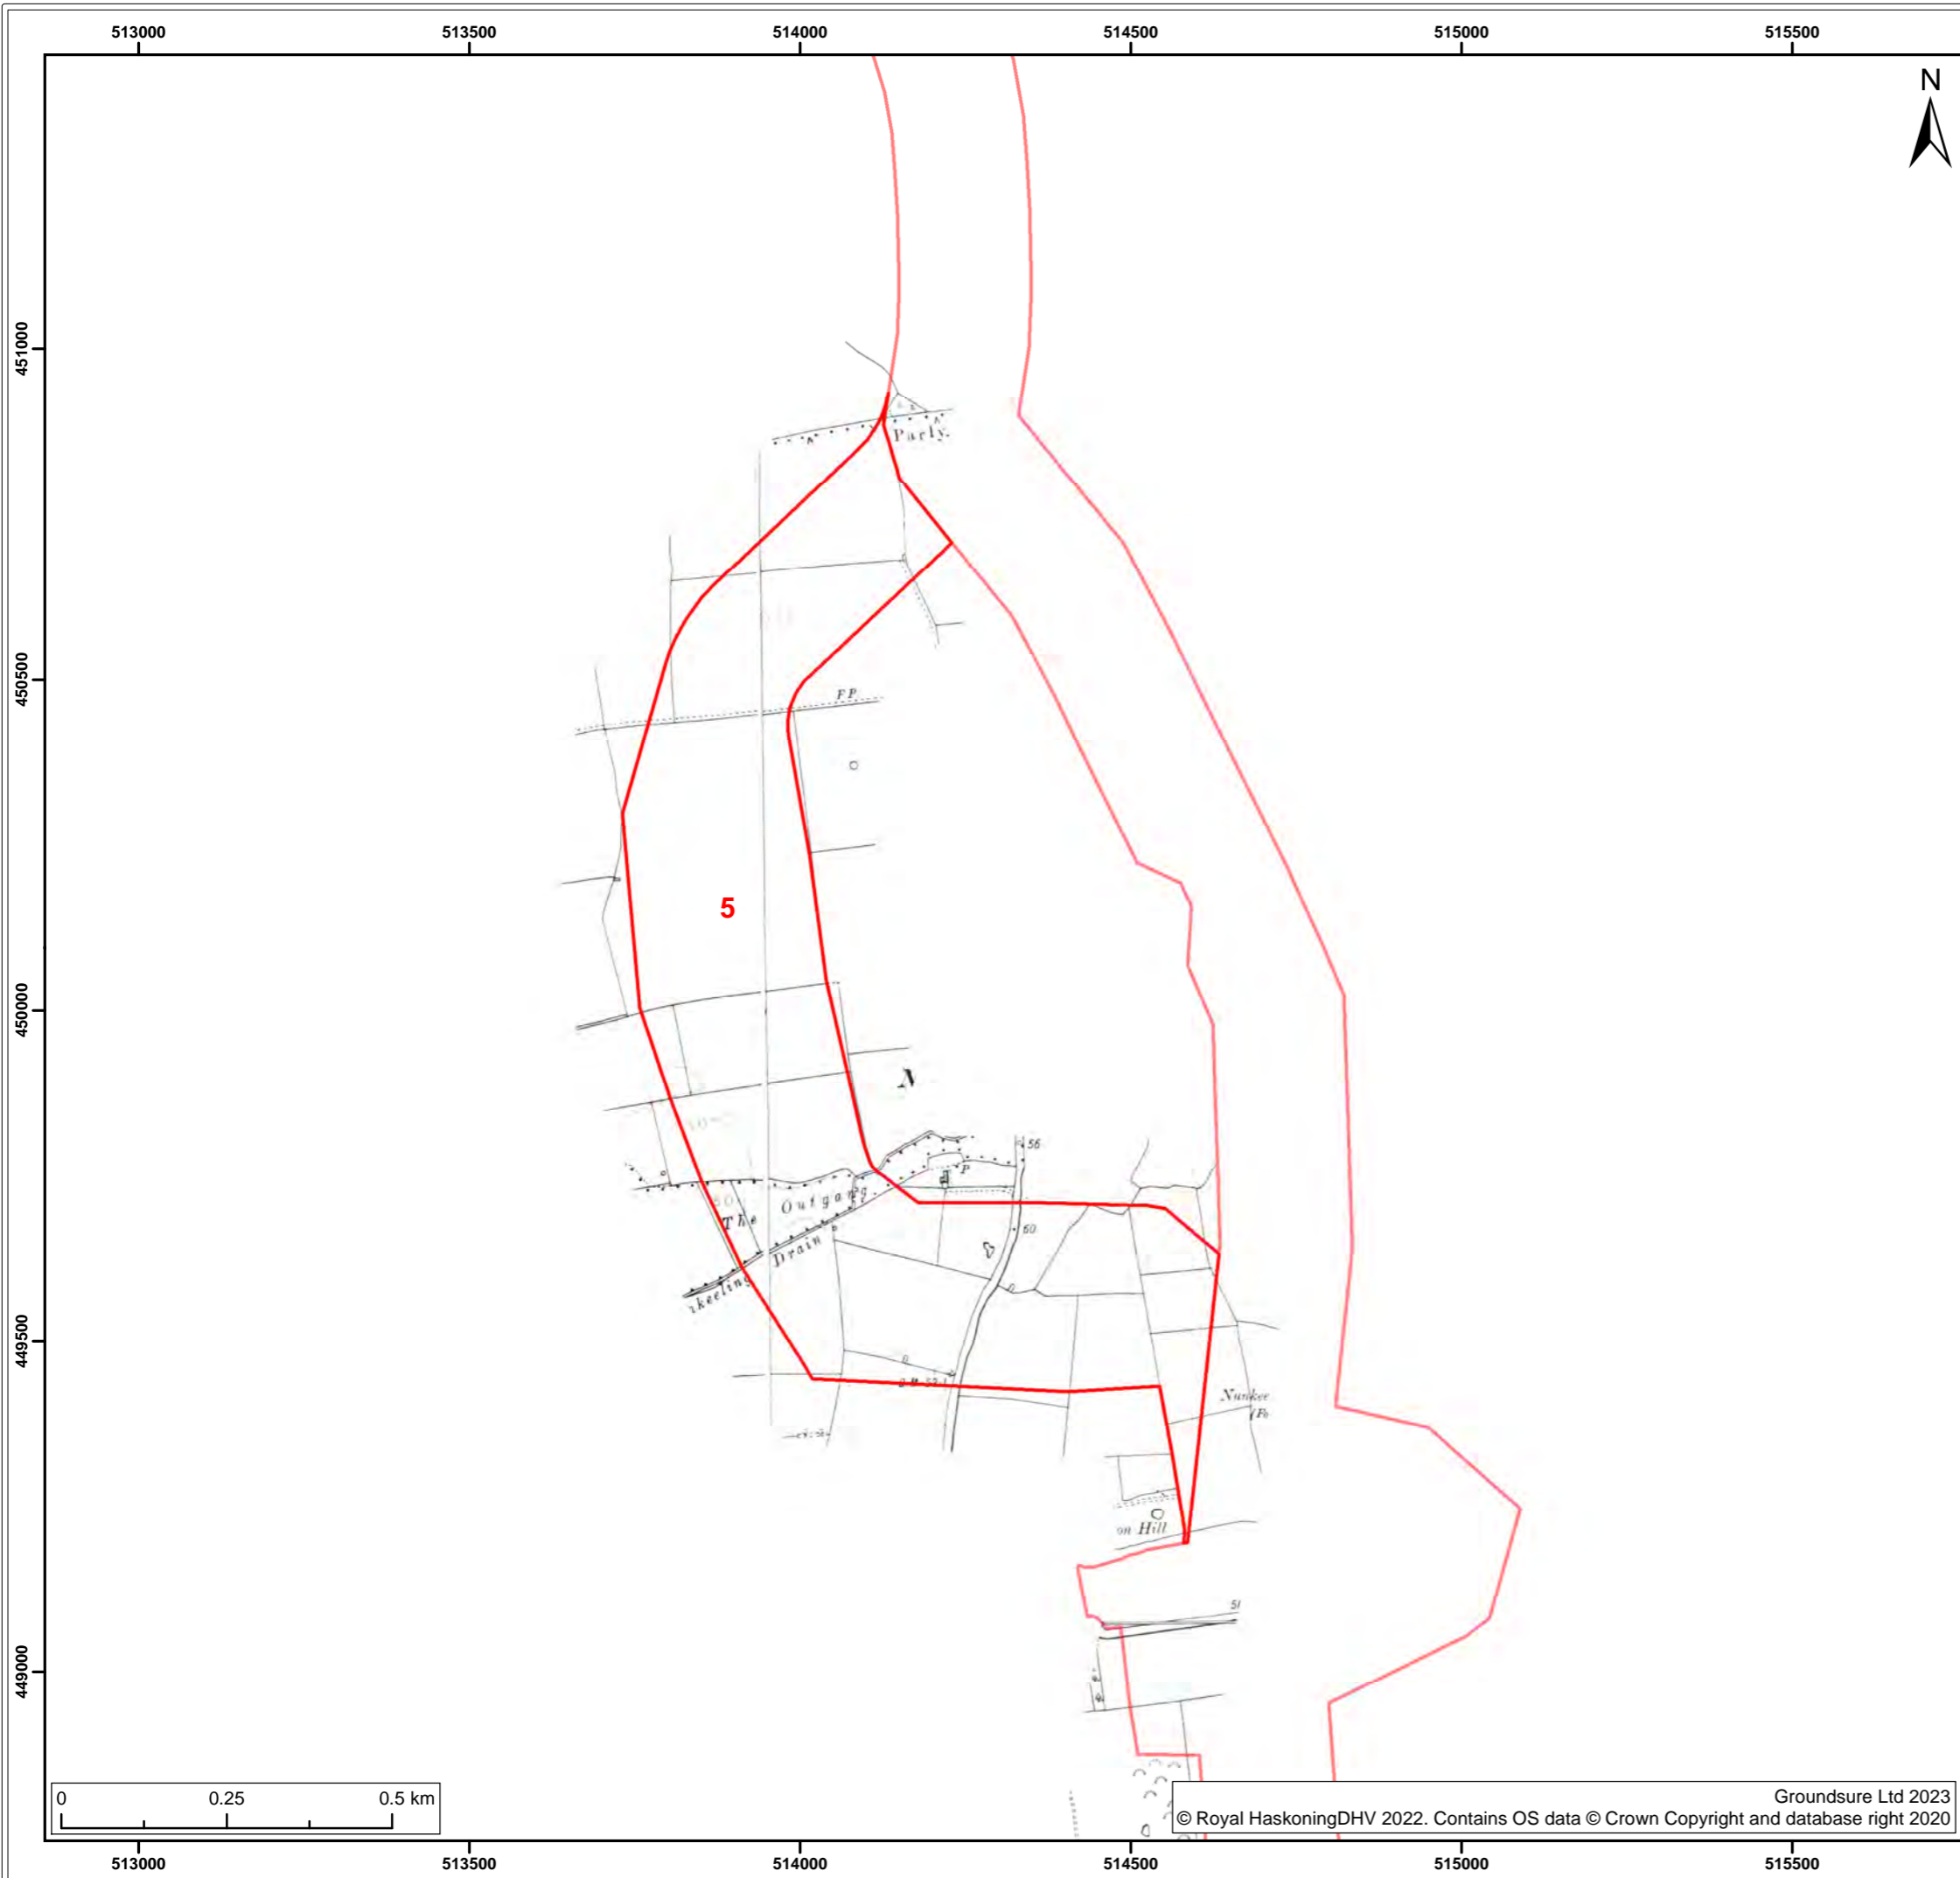 513000 513500 514000 514500 515000 515500
N
451000
Parly.
450500
F P
5
450000
N
56
P
The Outgang
60
Drain
keeling
449500
Nunkee
(Fo
on Hill
51
449000
0 0.25 0.5 km
Groundsure Ltd 2023
© Royal HaskoningDHV 2022. Contains OS data © Crown Copyright and database right 2020
513000 513500 514000 514500 515000 515500